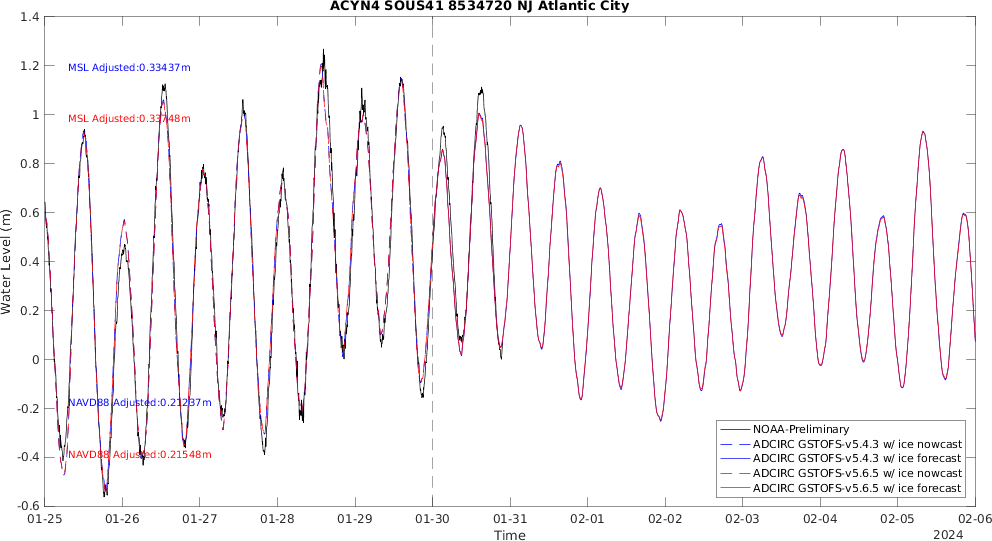 ACYN4 SOUS41 8534720 NJ Atlantic City
1.4
1.2
1
0.8
0.6
0.4
0.2
0
-0.2
-0.4
-0.6
Water Level (m)
MSL Adjusted:0.33437m
MSL Adjusted:0.33748m
NAVD88 Adjusted:0.21237m
NAVD88 Adjusted:0.21548m
NOAA-Preliminary
ADCIRC GSTOFS-v5.4.3 w/ ice nowcast
ADCIRC GSTOFS-v5.4.3 w/ ice forecast
ADCIRC GSTOFS-v5.6.5 w/ ice nowcast
ADCIRC GSTOFS-v5.6.5 w/ ice forecast
01-25 01-26 01-27 01-28 01-29 01-30 01-31 02-01 02-02 02-03 02-04 02-05 02-06
Time
2024